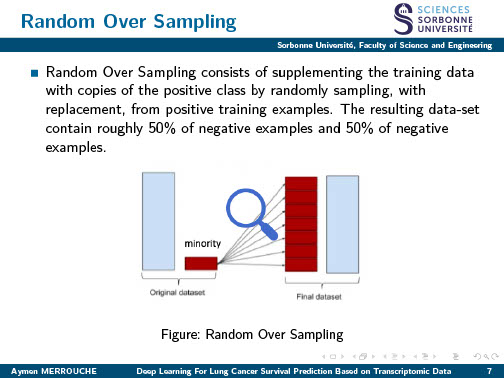 Random Over Sampling
SCIENCES
SORBONNE
UNIVERSITÉ
Sorbonne Université, Faculty of Science and Engineering
Random Over Sampling consists of supplementing the training data
with copies of the positive class by randomly sampling, with
replacement, from positive training examples. The resulting data-set
contain roughly 50% of negative examples and 50% of negative
examples.
minority
Original dataset
Final dataset
Figure: Random Over Sampling
Aymen MERROUCHE Deep Learning For Lung Cancer Survival Prediction Based on Transcriptomic Data 7